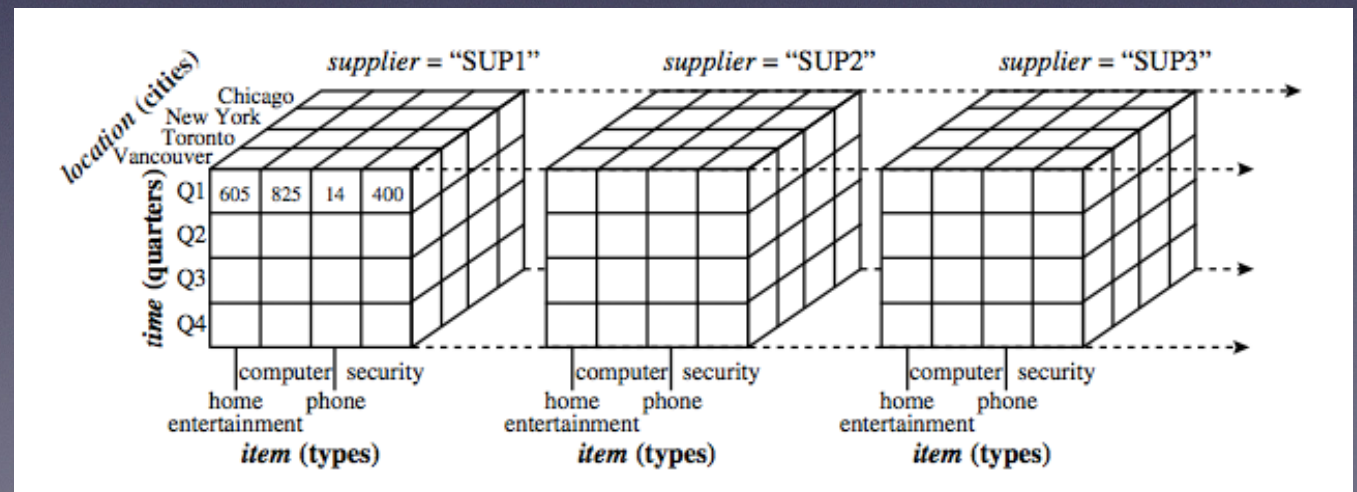 supplier = “SUP1”
supplier = “SUP2”
supplier = “SUP3”
location (cities)
Chicago
New York
Toronto
Vancouver
time (quarters)
Q1 605 825 14 400
Q2
Q3
Q4
computer security
home phone
entertainment
item (types)
computer security
home phone
entertainment
item (types)
computer security
home phone
entertainment
item (types)